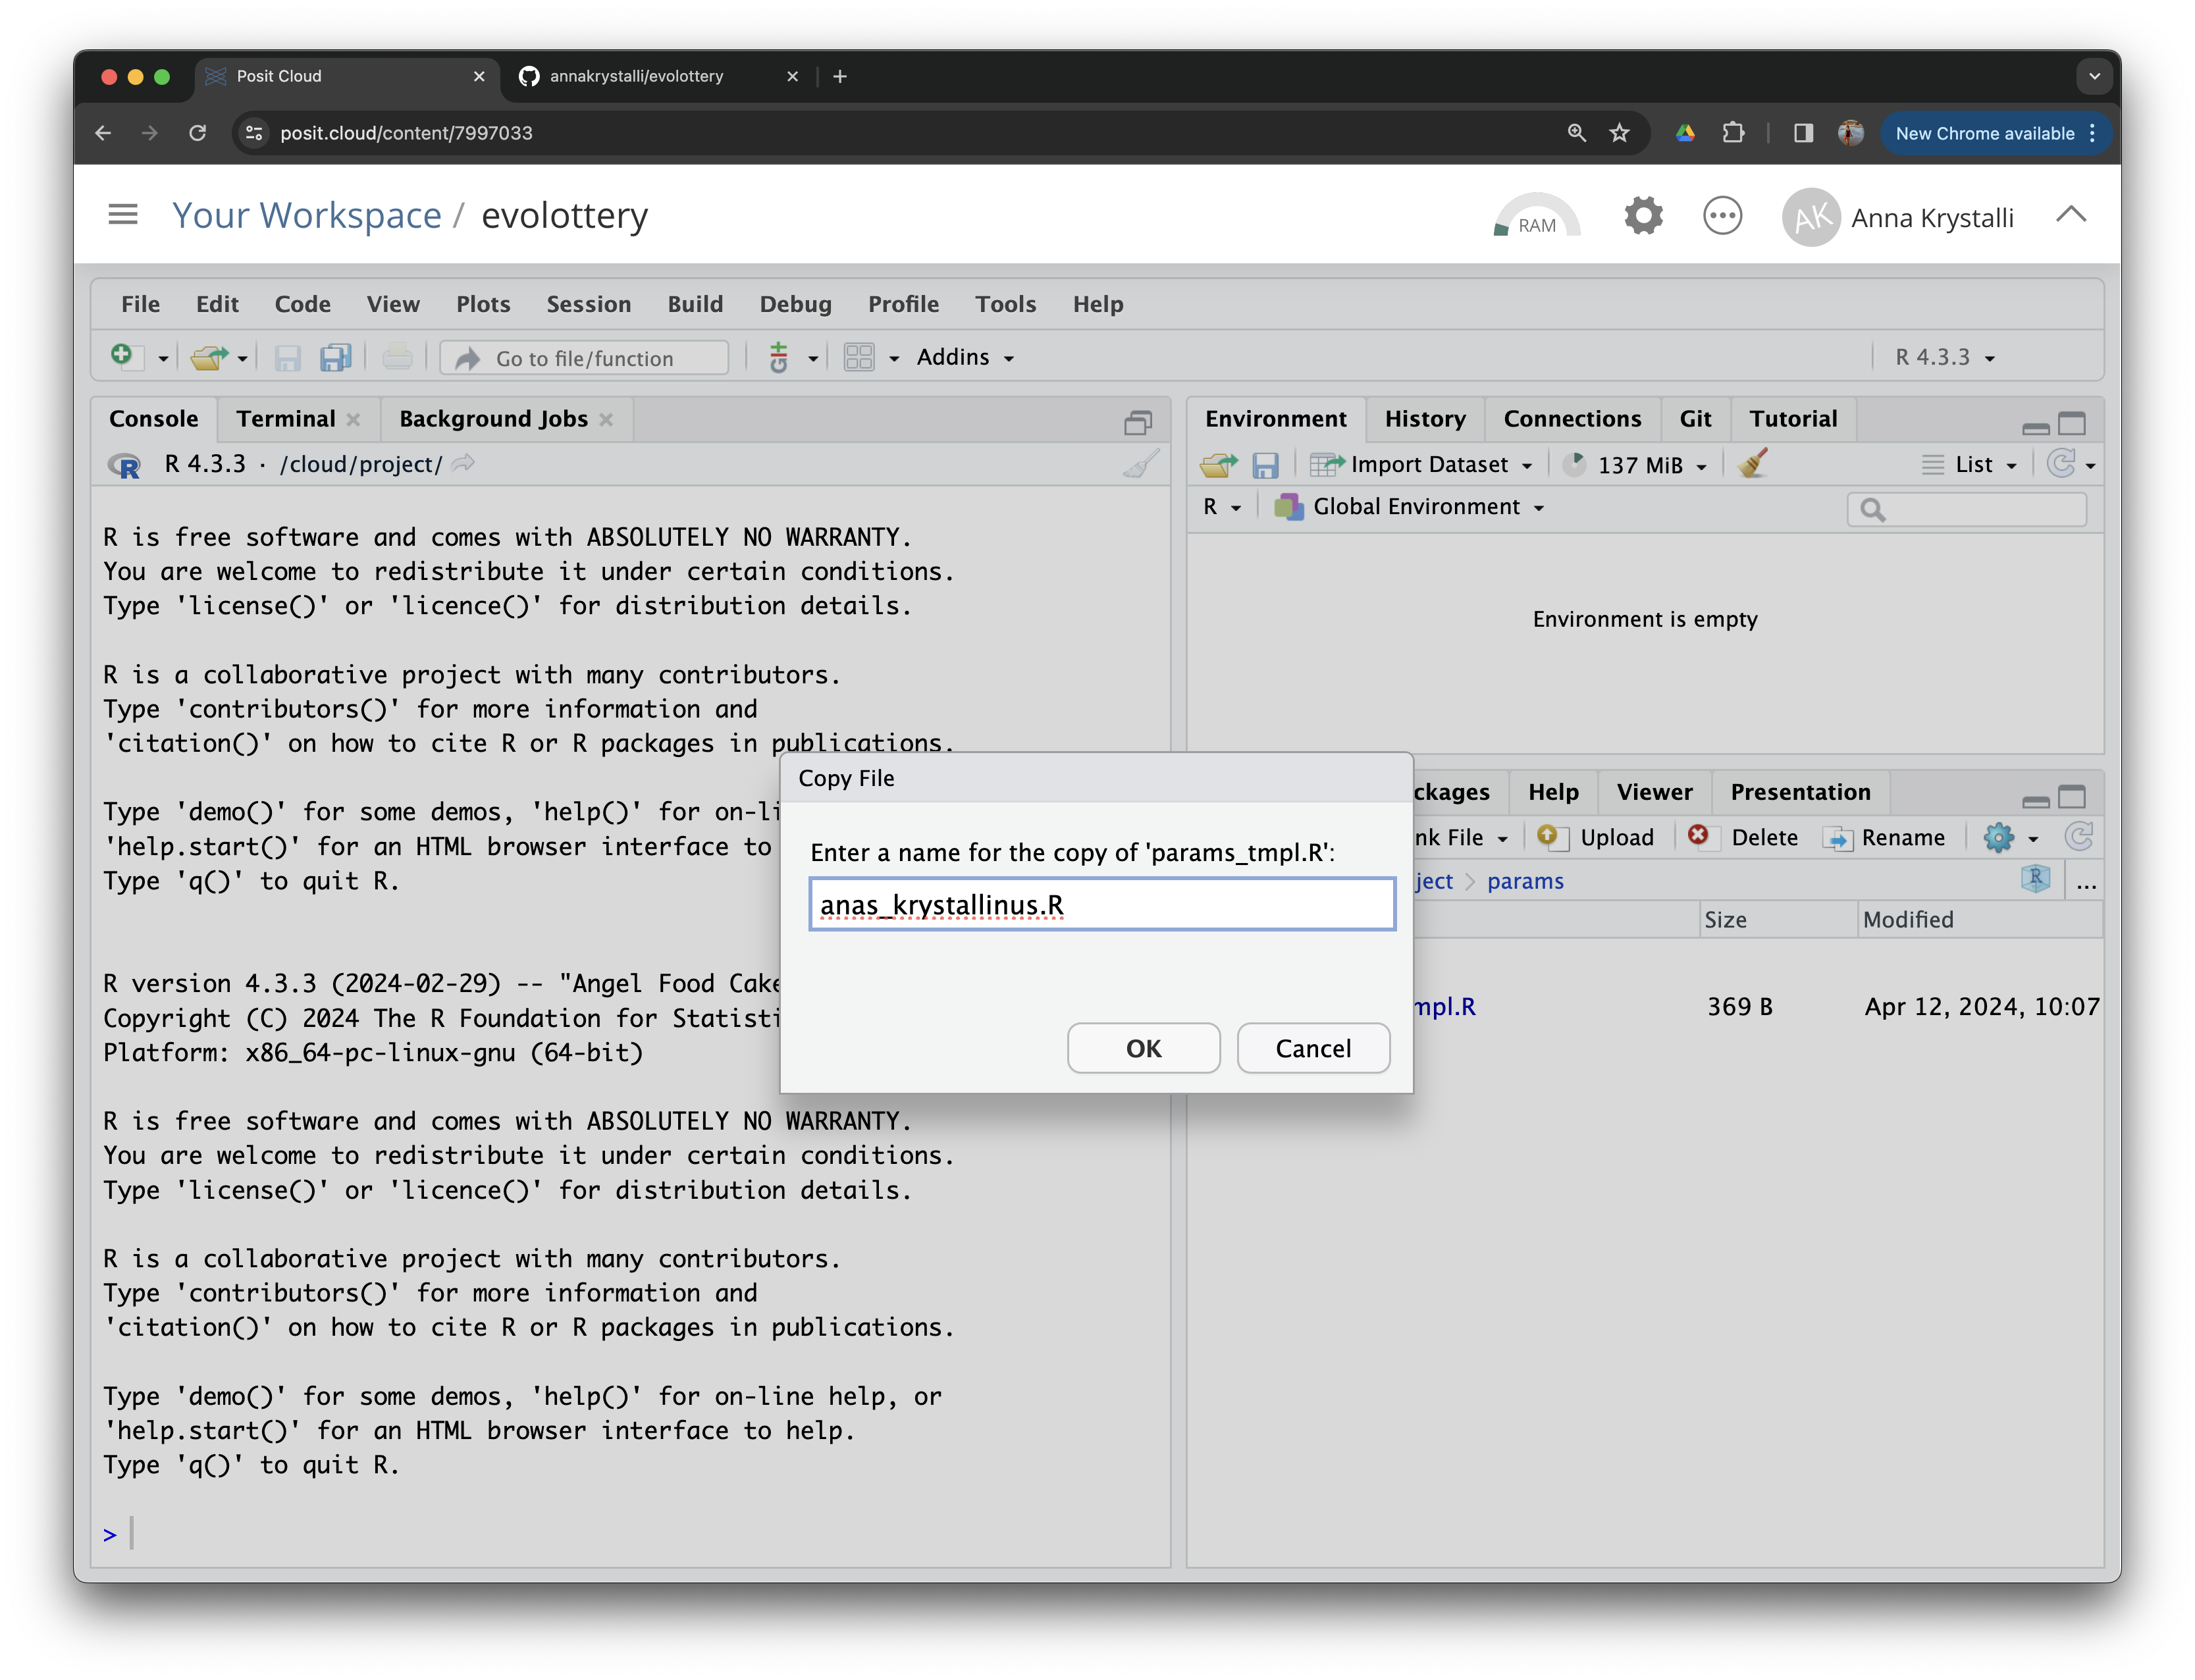 Posit Cloud
annakrystalli/evolottery
posit.cloud/content/7997033
New Chrome available
Your Workspace / evolottery
RAM
AK
Anna Krystalli
File Edit Code View Plots Session Build Debug Profile Tools Help
Go to file/function
Addins
R 4.3.3
Console Terminal Background Jobs
R 4.3.3 · /cloud/project/
R is free software and comes with ABSOLUTELY NO WARRANTY.
You are welcome to redistribute it under certain conditions.
Type 'license()' or 'licence()' for distribution details.
R is a collaborative project with many contributors.
Type 'contributors()' for more information and
'citation()' on how to cite R or R packages in publications.
Type 'demo()' for some demos, 'help()' for on-li
'help.start()' for an HTML browser interface to
Type 'q()' to quit R.
R version 4.3.3 (2024-02-29) -- "Angel Food Cake
Copyright (C) 2024 The R Foundation for Statisti
Platform: x86_64-pc-linux-gnu (64-bit)
R is free software and comes with ABSOLUTELY NO WARRANTY.
You are welcome to redistribute it under certain conditions.
Type 'license()' or 'licence()' for distribution details.
R is a collaborative project with many contributors.
Type 'contributors()' for more information and
'citation()' on how to cite R or R packages in publications.
Type 'demo()' for some demos, 'help()' for on-line help, or
'help.start()' for an HTML browser interface to help.
Type 'q()' to quit R.
>
Copy File
Enter a name for the copy of 'params_tmpl.R':
anas_krystallinus.R
OK Cancel
Environment History Connections Git Tutorial
Import Dataset 137 MiB List
R Global Environment
Environment is empty
ckages Help Viewer Presentation
nk File Upload Delete Rename
ject > params
...
Size Modified
mpl.R 369 B Apr 12, 2024, 10:07